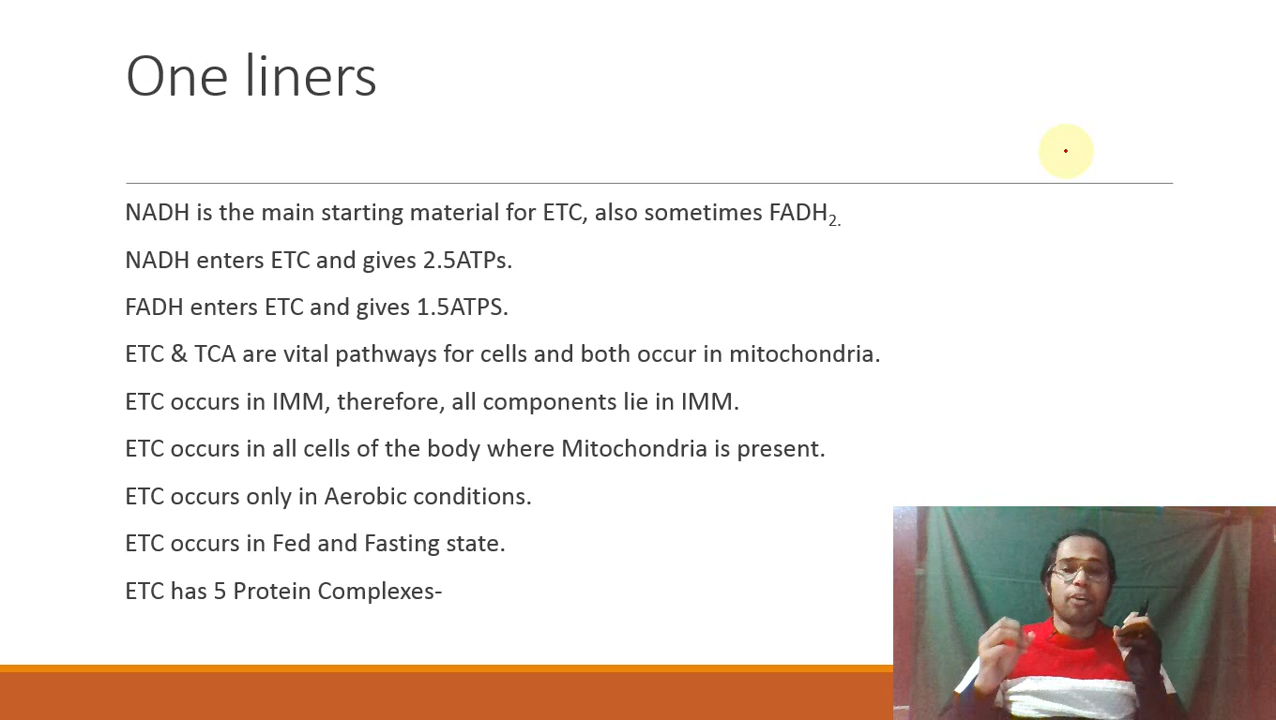 One liners
NADH is the main starting material for ETC, also sometimes FADH₂.
NADH enters ETC and gives 2.5ATPs.
FADH enters ETC and gives 1.5ATPS.
ETC & TCA are vital pathways for cells and both occur in mitochondria.
ETC occurs in IMM, therefore, all components lie in IMM.
ETC occurs in all cells of the body where Mitochondria is present.
ETC occurs only in Aerobic conditions.
ETC occurs in Fed and Fasting state.
ETC has 5 Protein Complexes-